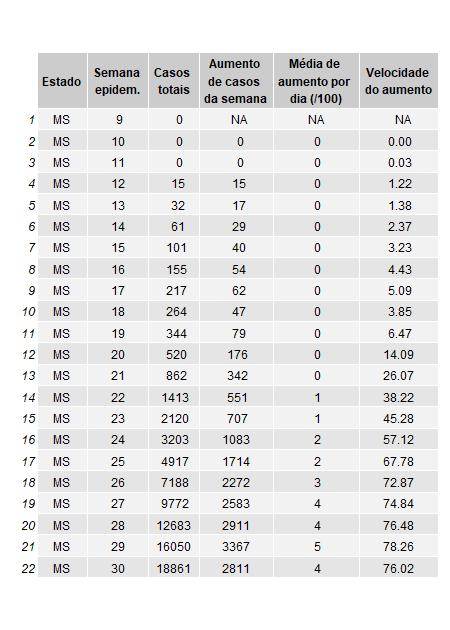 Estado Semana epidem. Casos totais Aumento de casos da semana Média de aumento por dia (/100) Velocidade do aumento
1 MS 9 0 NA NA NA
2 MS 10 0 0 0 0.00
3 MS 11 0 0 0 0.03
4 MS 12 15 15 0 1.22
5 MS 13 32 17 0 1.38
6 MS 14 61 29 0 2.37
7 MS 15 101 40 0 3.23
8 MS 16 155 54 0 4.43
9 MS 17 217 62 0 5.09
10 MS 18 264 47 0 3.85
11 MS 19 344 79 0 6.47
12 MS 20 520 176 0 14.09
13 MS 21 862 342 0 26.07
14 MS 22 1413 551 1 38.22
15 MS 23 2120 707 1 45.28
16 MS 24 3203 1083 2 57.12
17 MS 25 4917 1714 2 67.78
18 MS 26 7188 2272 3 72.87
19 MS 27 9772 2583 4 74.84
20 MS 28 12683 2911 4 76.48
21 MS 29 16050 3367 5 78.26
22 MS 30 18861 2811 4 76.02